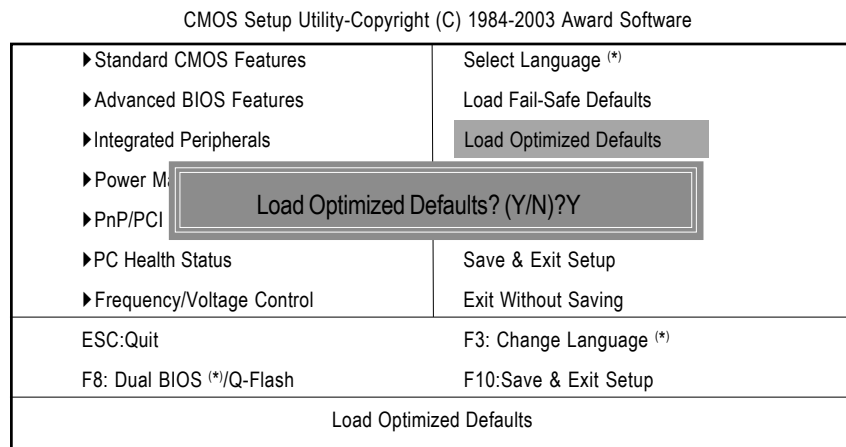 CMOS Setup Utility-Copyright (C) 1984-2003 Award Software
▶Standard CMOS Features
Select Language (*)
▶Advanced BIOS Features
Load Fail-Safe Defaults
▶Integrated Peripherals
Load Optimized Defaults
▶Power M
▶PnP/PCI
Load Optimized Defaults? (Y/N)?Y
▶PC Health Status
Save & Exit Setup
▶Frequency/Voltage Control
Exit Without Saving
ESC:Quit
F3: Change Language (*)
F8: Dual BIOS (*)/Q-Flash
F10:Save & Exit Setup
Load Optimized Defaults